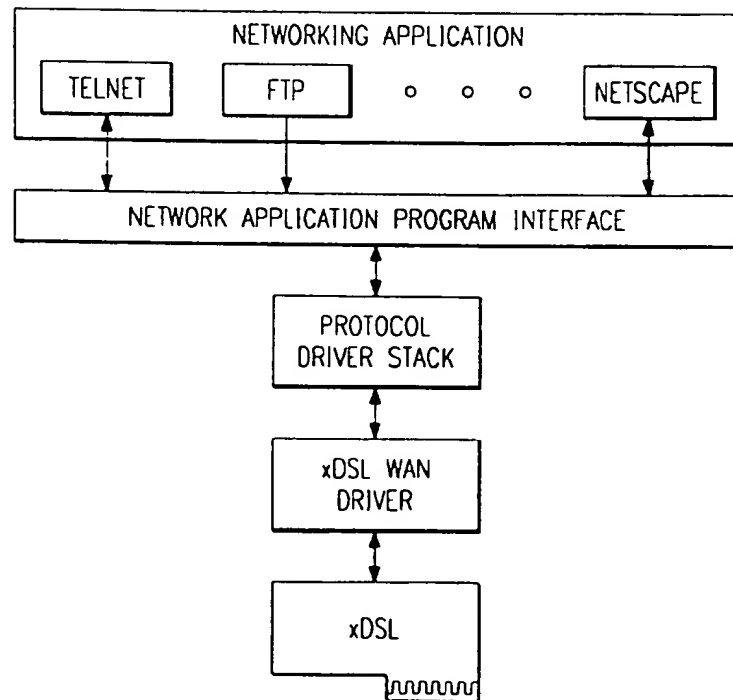 NETWORKING APPLICATION
TELNET
FTP
NETSCAPE
NETWORK APPLICATION PROGRAM INTERFACE
PROTOCOL
DRIVER STACK
xDSL WAN
DRIVER
xDSL